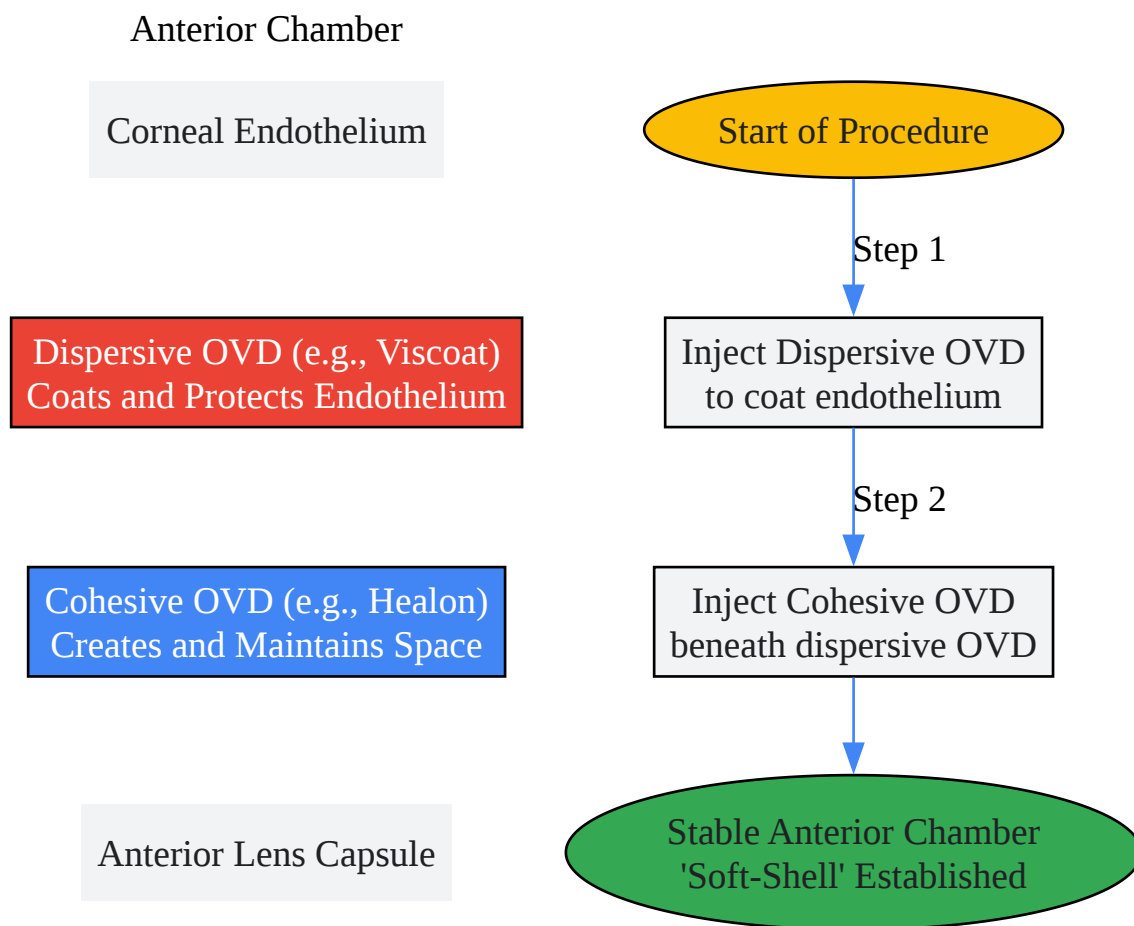 Anterior Chamber
Corneal Endothelium
Dispersive OVD (e.g., Viscoat)
Coats and Protects Endothelium
Cohesive OVD (e.g., Healon)
Creates and Maintains Space
Anterior Lens Capsule
Start of Procedure
Step 1
Inject Dispersive OVD
to coat endothelium
Step 2
Inject Cohesive OVD
beneath dispersive OVD
Stable Anterior Chamber
'Soft-Shell' Established